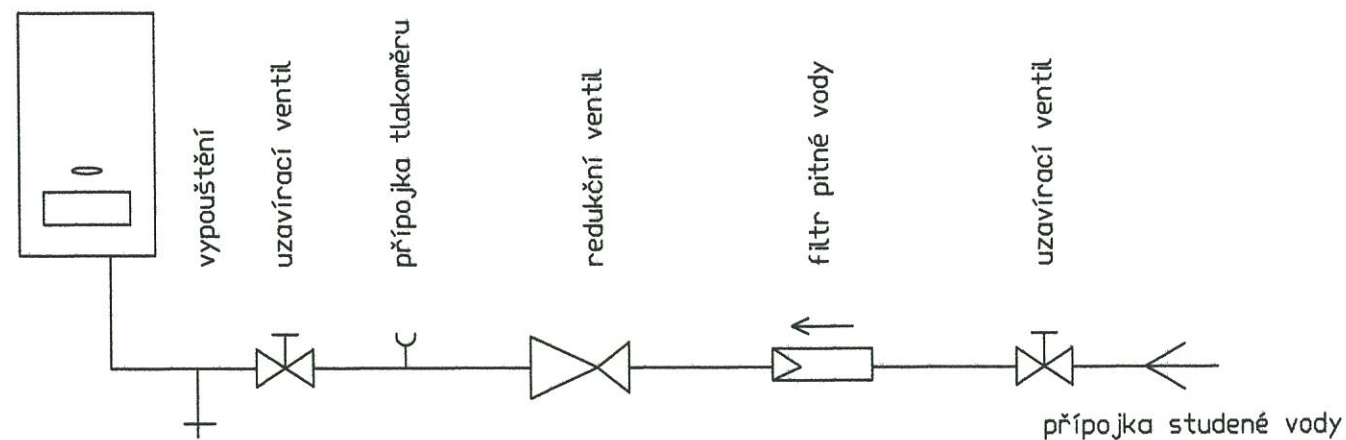 vypouštění
uzavírací ventil
přípojka tlakoměru
redukční ventil
filtr pitné vody
uzavírací ventil
přípojka studené vody